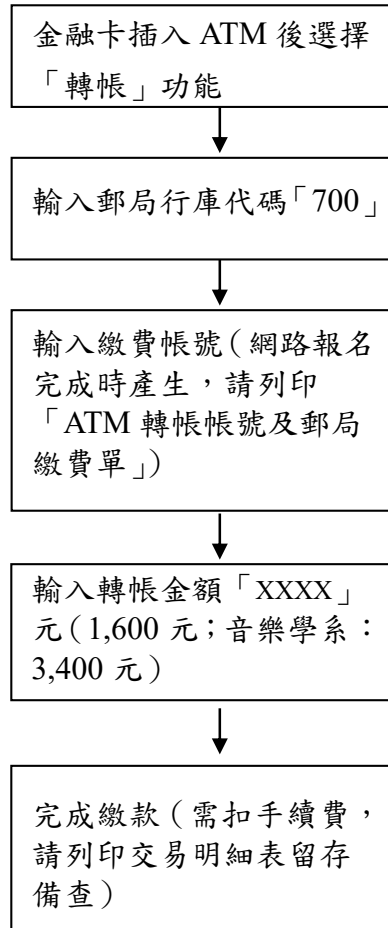 金融卡插入 ATM 後選擇
「轉帳」功能
輸入郵局行庫代碼「700」
輸入繳費帳號（網路報名
完成時產生，請列印
「ATM 轉帳帳號及郵局
繳費單」）
輸入轉帳金額「XXXX」
元（1,600 元；音樂學系：
3,400 元）
完成繳款（需扣手續費，
請列印交易明細表留存
備查）